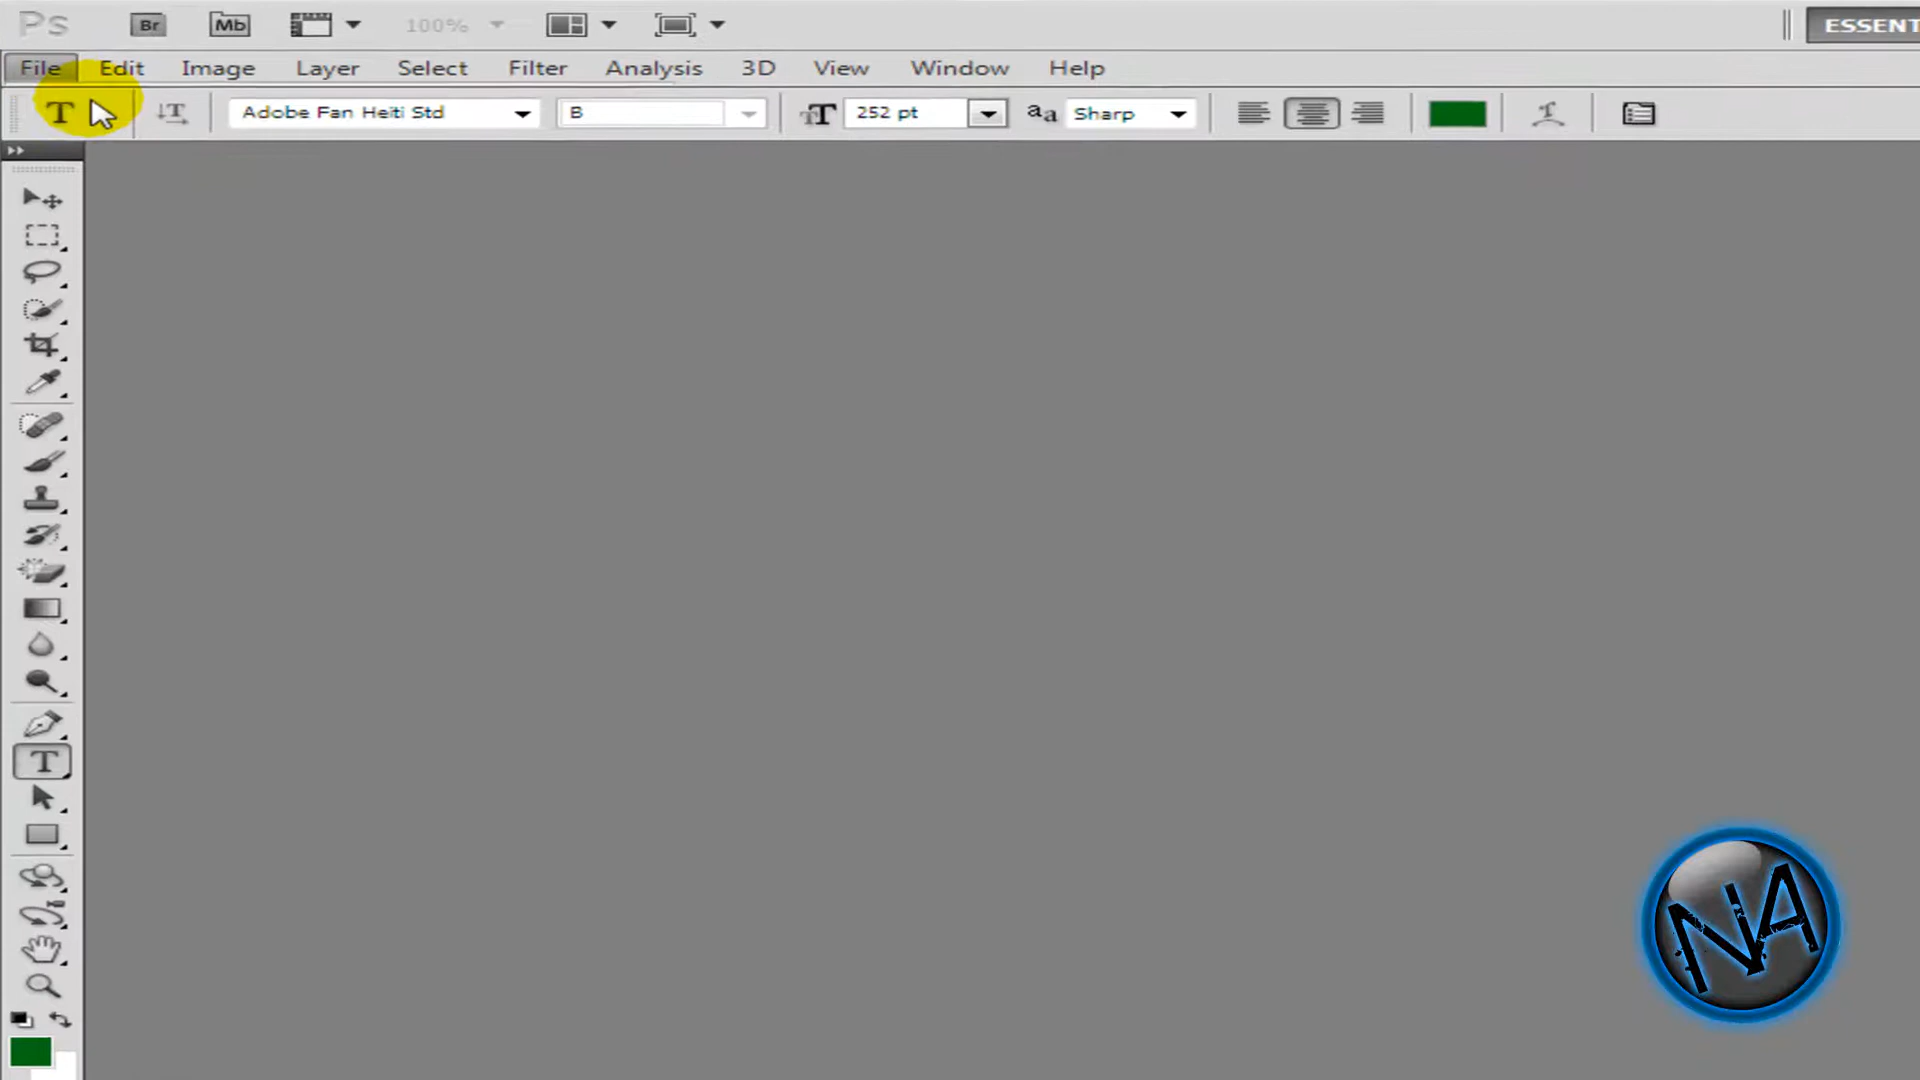 Ps Br Mb 100% ESSENT
File Edit Image Layer Select Filter Analysis 3D View Window Help
T T Adobe Fan Heiti Std B TT 252 pt aa Sharp
T
NA